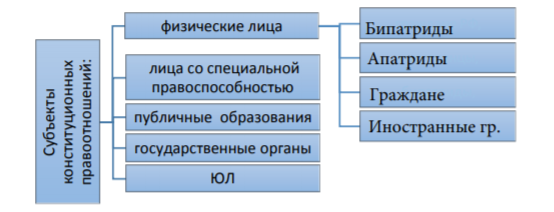 Субъекты
конституционных
правоотношений:
физические лица
лица со специальной
правоспособностью
публичные образования
государственные органы
ЮЛ
Бипатриды
Апатриды
Граждане
Иностранные гр.